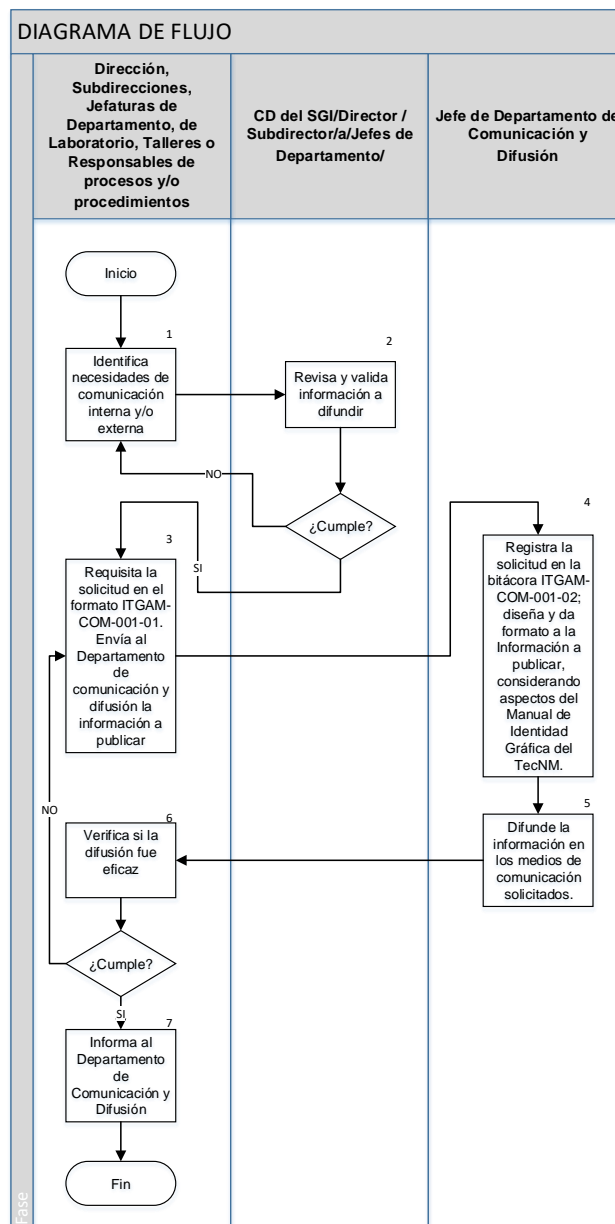 DIAGRAMA DE FLUJO
Dirección,
Subdirecciones,
Jefaturas de
Departamento, de
Laboratorio, Talleres o
Responsables de
procesos y/o
procedimientos
CD del SGI/Director /
Subdirector/a/Jefes de
Departamento/
Jefe de Departamento de
Comunicación y
Difusión
Inicio
1
Identifica
necesidades de
comunicación
interna y/o
externa
2
Revisa y valida
información a
difundir
NO
¿Cumple?
SI
3
Requisita la
solicitud en el
formato ITGAM-
COM-001-01.
Envía al
Departamento
de
comunicación y
difusión la
información a
publicar
4
Registra la
solicitud en la
bitácora ITGAM-
COM-001-02;
diseña y da
formato a la
Información a
publicar,
considerando
aspectos del
Manual de
Identidad
Gráfica del
TecNM.
5
Difunde la
información en
los medios de
comunicación
solicitados.
NO
6
Verifica si la
difusión fue
eficaz
¿Cumple?
SI
7
Informa al
Departamento
de
Comunicación y
Difusión
Fin
Fase